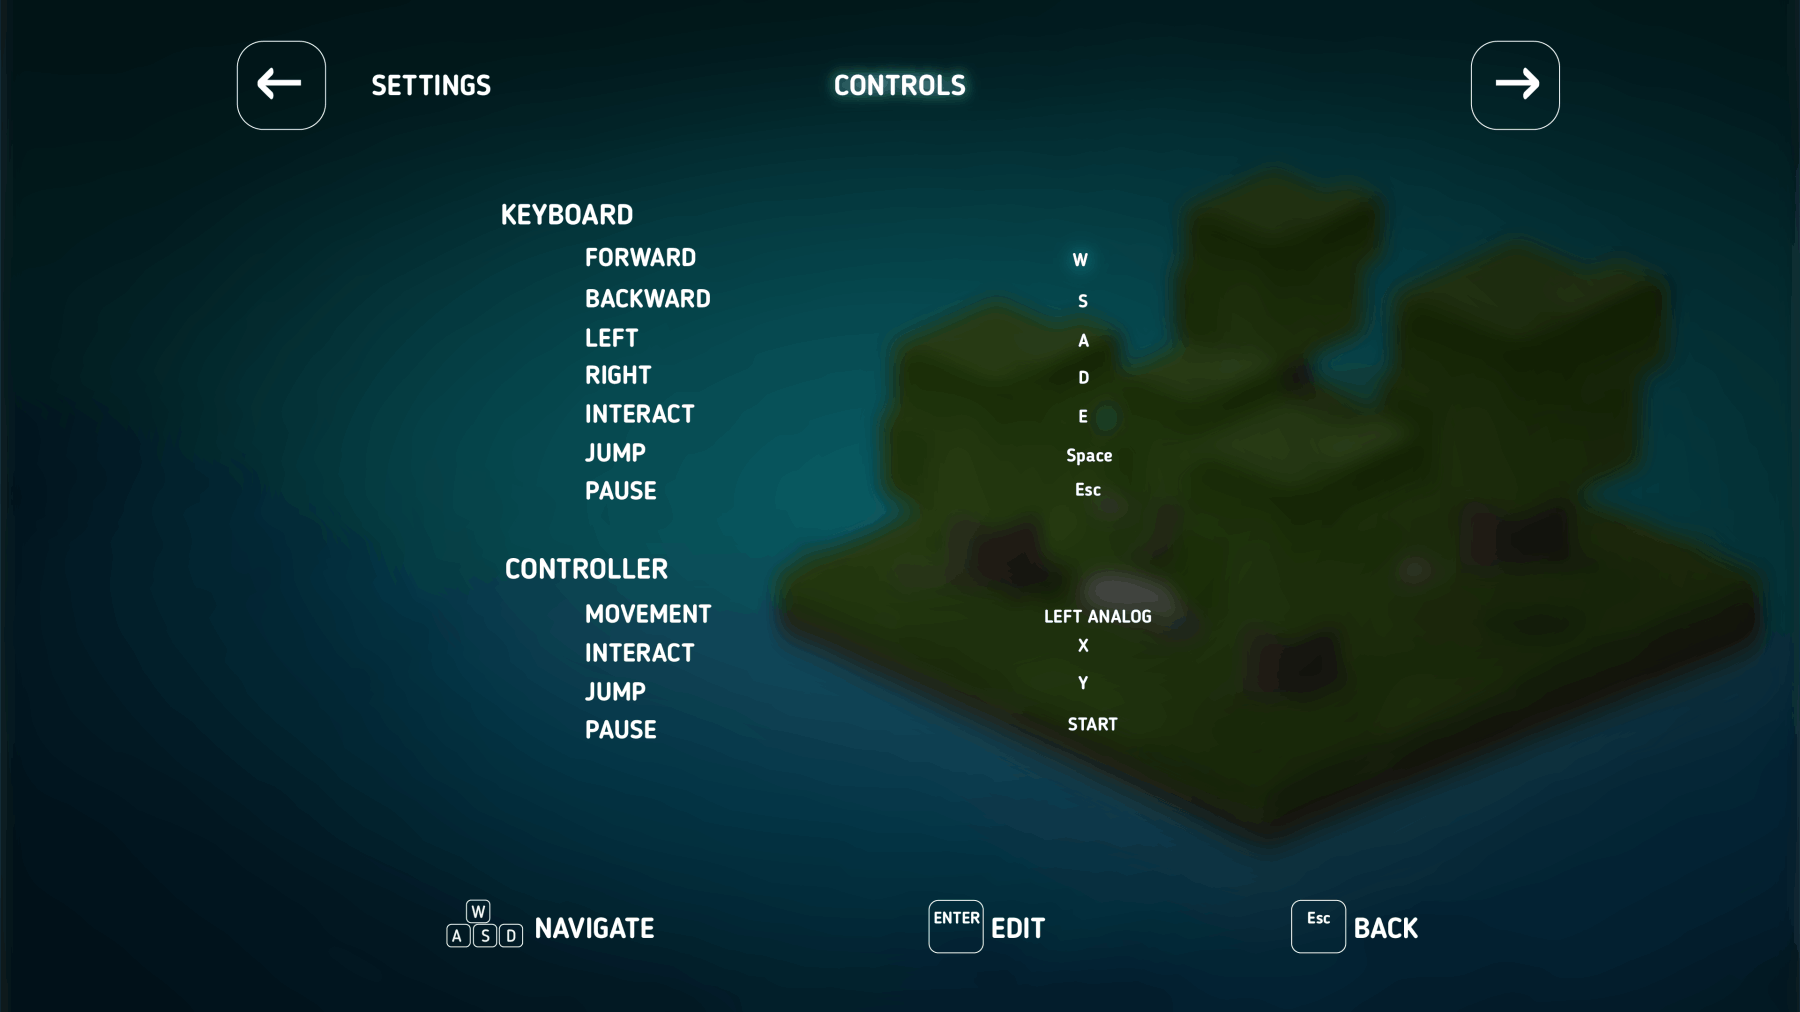 SETTINGS CONTROLS
KEYBOARD
FORWARD W
BACKWARD S
LEFT A
RIGHT D
INTERACT E
JUMP Space
PAUSE Esc
CONTROLLER
MOVEMENT LEFT ANALOG
INTERACT X
JUMP Y
PAUSE START
W
A S D NAVIGATE ENTER EDIT Esc BACK